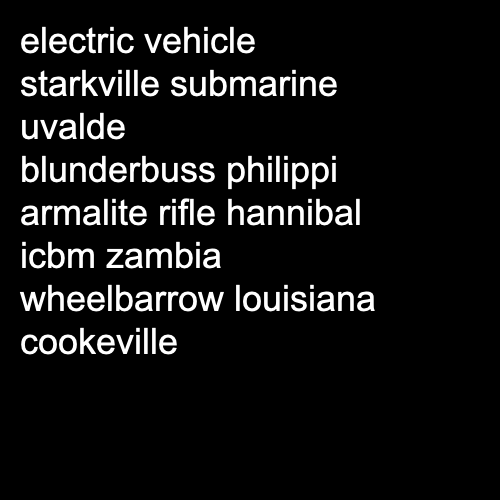 electric vehicle
starkville submarine
uvalde
blunderbuss philippi
armalite rifle hannibal
icbm zambia
wheelbarrow louisiana
cookeville